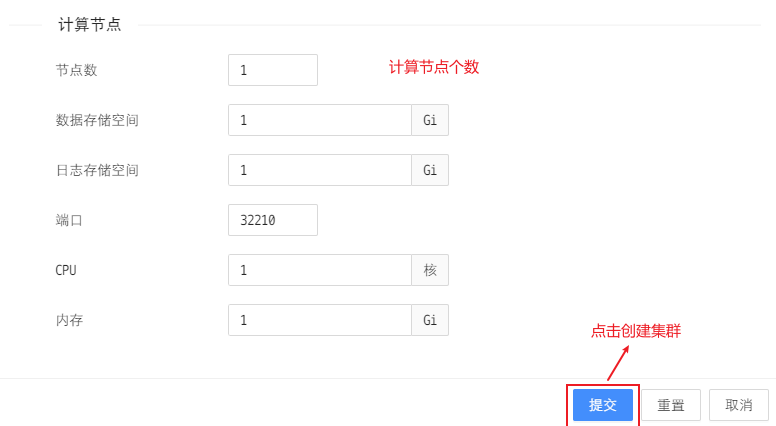 计算节点
节点数 1 计算节点个数
数据存储空间 1 Gi
日志存储空间 1 Gi
端口 32210
CPU 1 核
内存 1 Gi
点击创建集群
提交 重置 取消